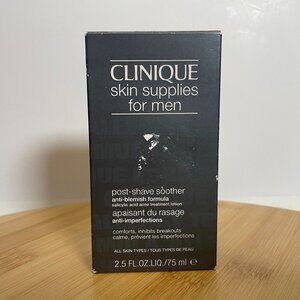 CLINIQUE
skin supplies
for men
post-shave soother
anti-blemish formula
salicylic acid acne treatment lotion
apaisant du rasage
anti-imperfections
comforts, inhibits breakouts
calme, prévient les imperfections
ALL SKIN TYPES / TOUS TYPES DE PEAU
2.5 FL.OZ.LIQ./75 ml ℮